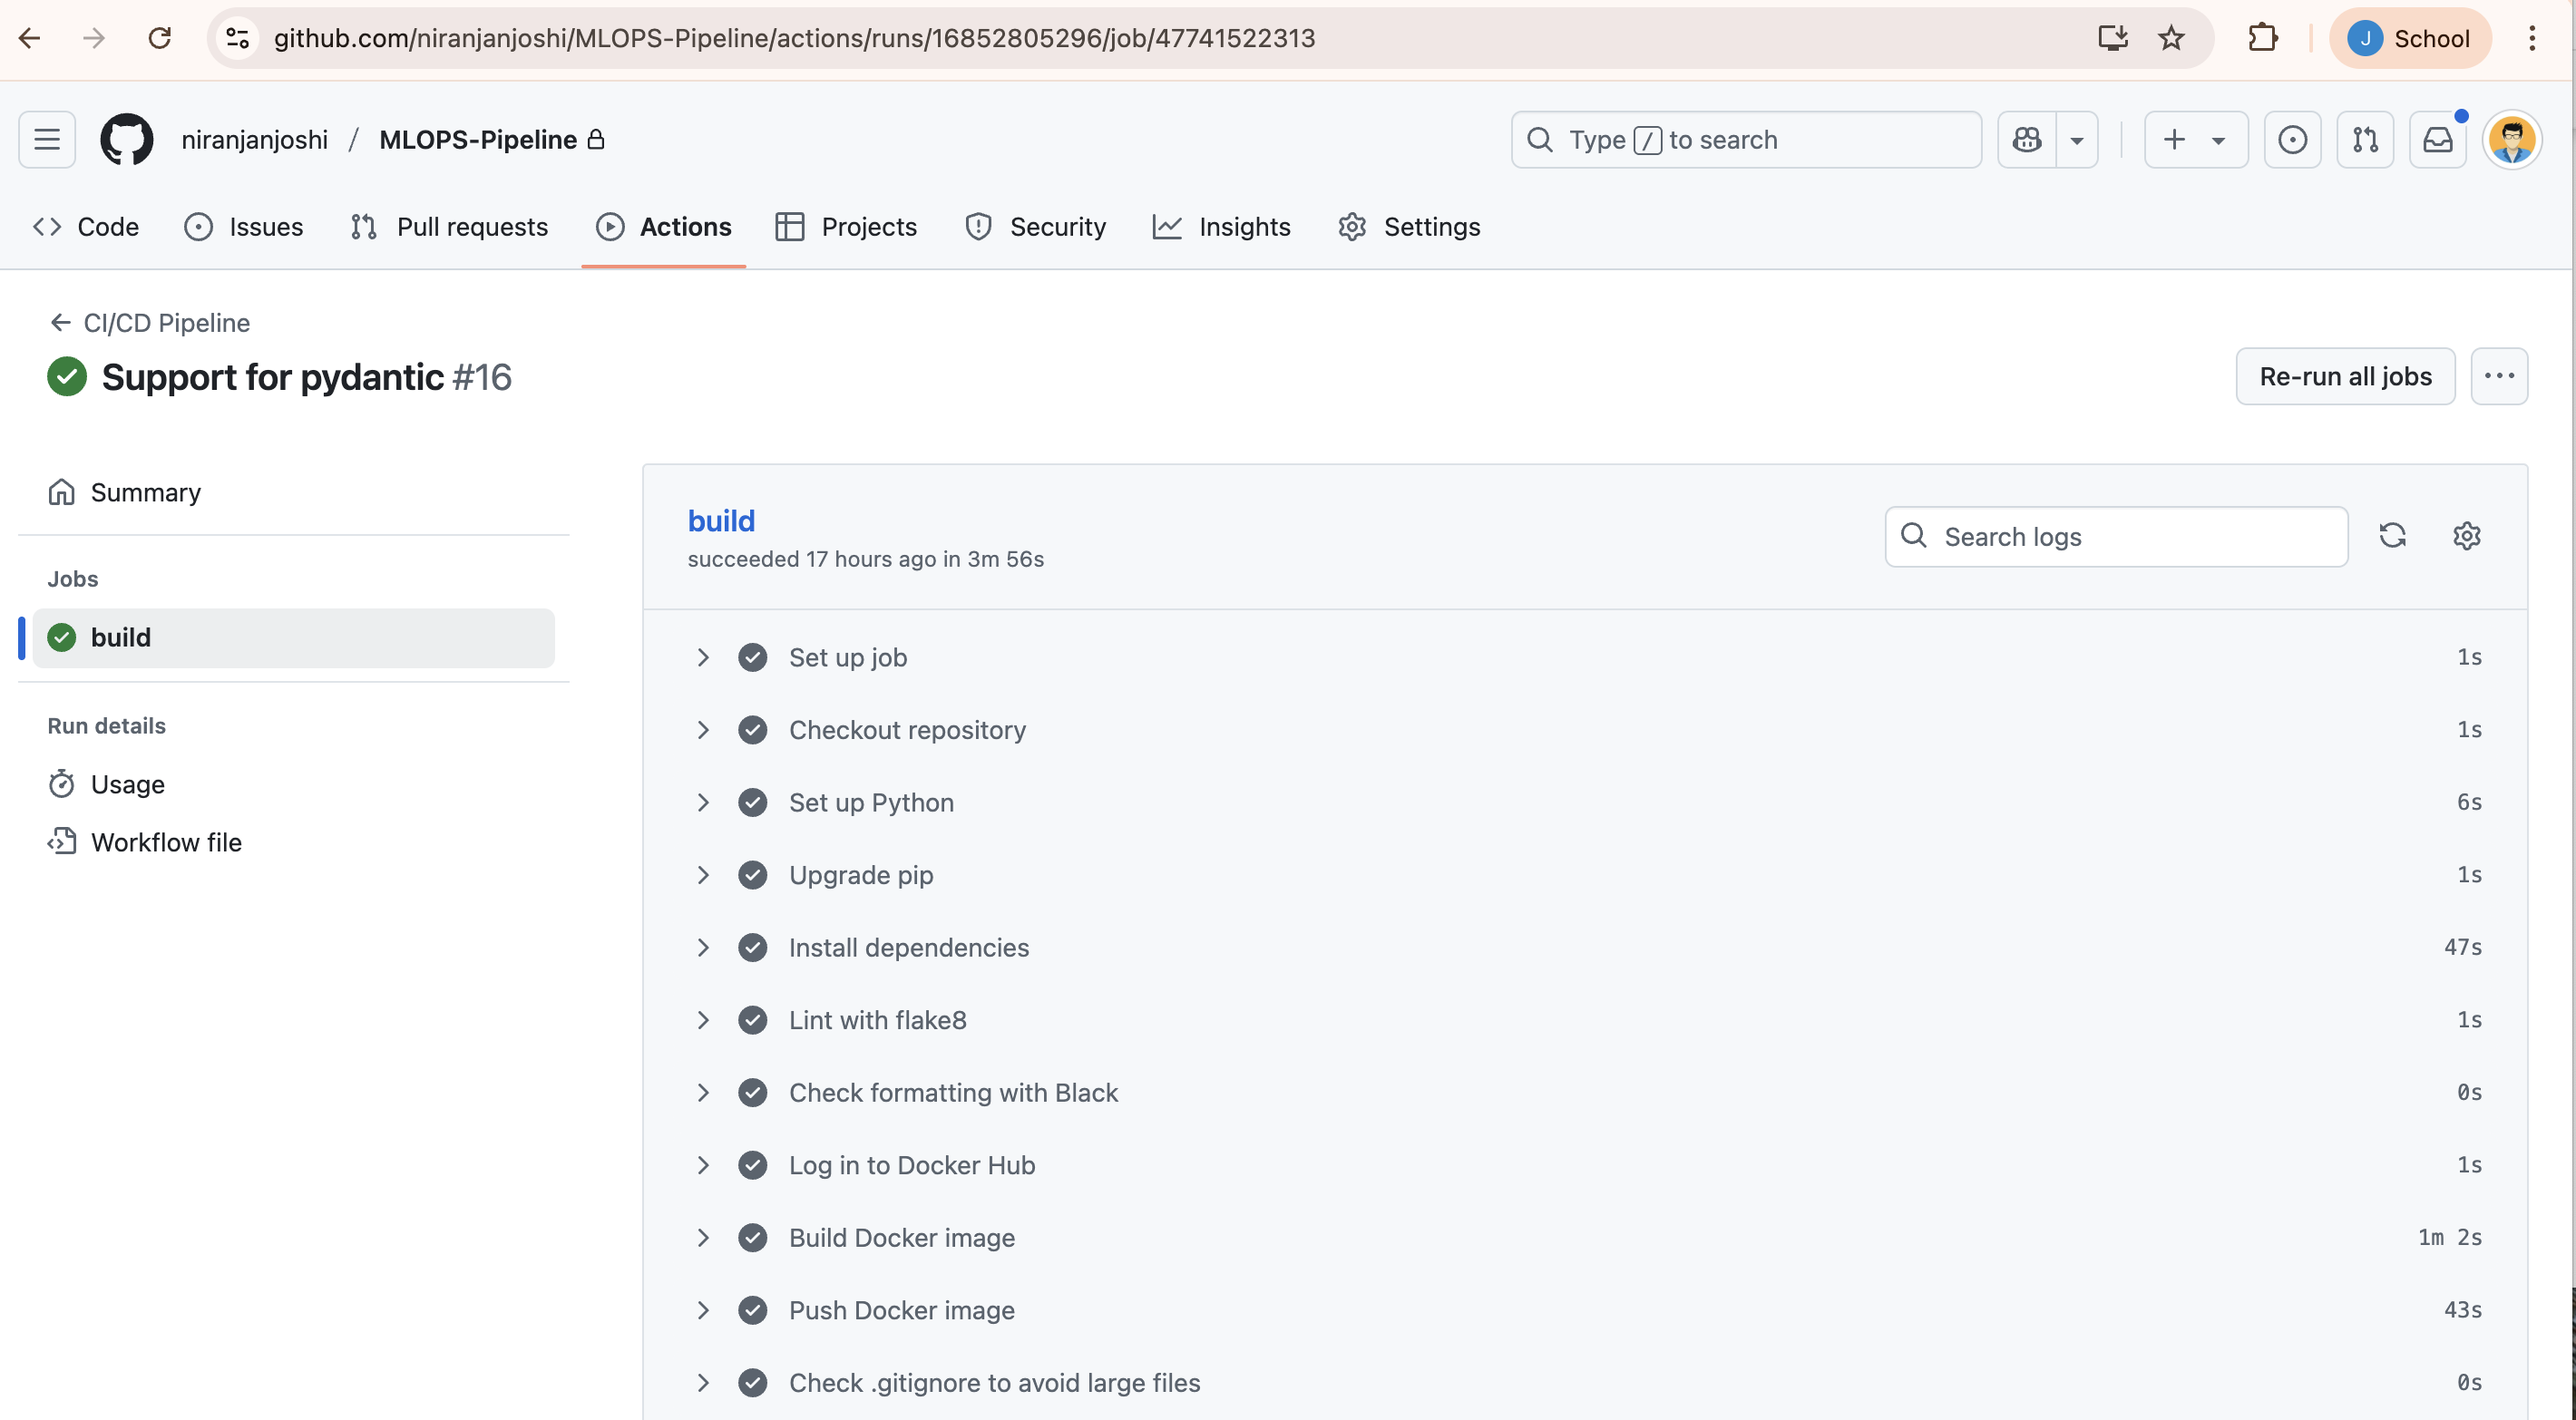 github.com/niranjanjoshi/MLOPS-Pipeline/actions/runs/16852805296/job/47741522313
J School
niranjanjoshi / MLOPS-Pipeline
Type / to search
Code Issues Pull requests Actions Projects Security Insights Settings
CI/CD Pipeline
Support for pydantic #16
Re-run all jobs
Summary
Jobs
build
Run details
Usage
Workflow file
build
succeeded 17 hours ago in 3m 56s
Search logs
Set up job 1s
Checkout repository 1s
Set up Python 6s
Upgrade pip 1s
Install dependencies 47s
Lint with flake8 1s
Check formatting with Black 0s
Log in to Docker Hub 1s
Build Docker image 1m 2s
Push Docker image 43s
Check .gitignore to avoid large files 0s